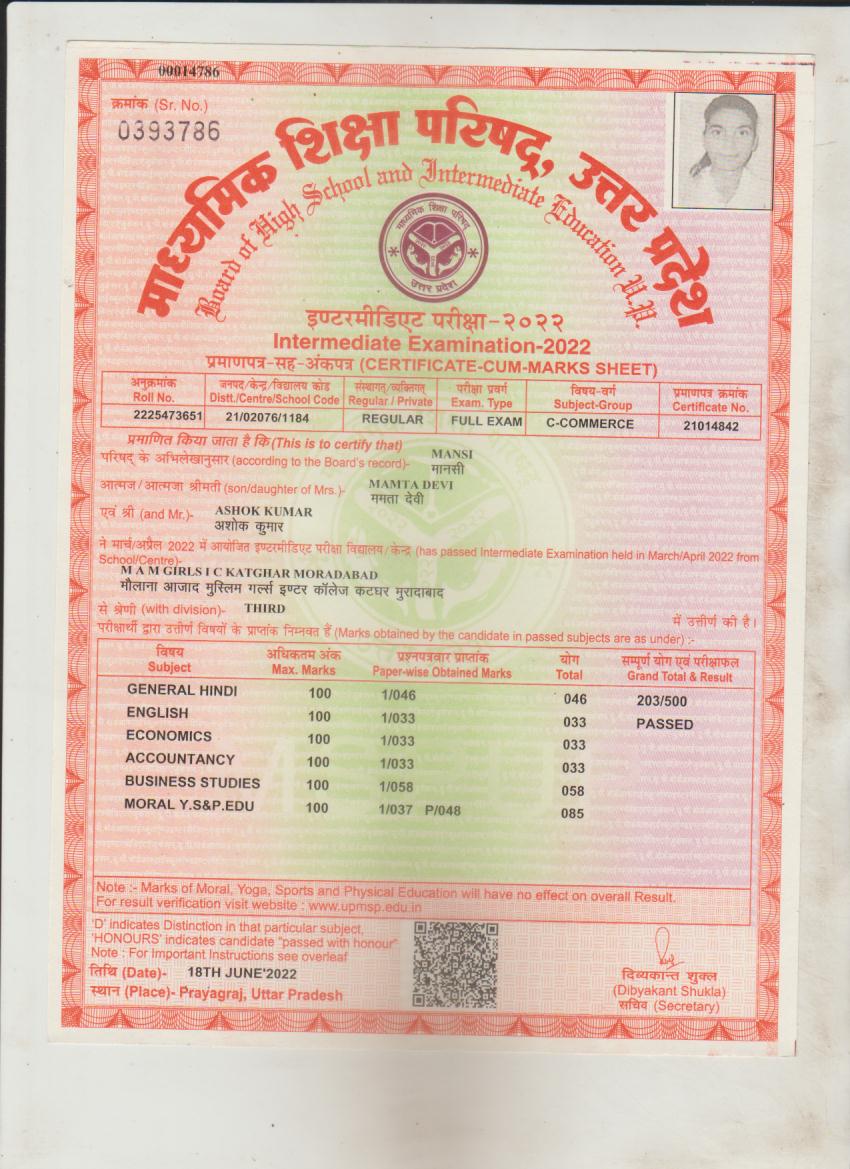 00014786
क्रमांक (Sr. No.)
0393786
माध्यमिक शिक्षा परिषद्, उत्तर प्रदेश
Board of High School and Intermediate Education U.P.
माध्यमिक शिक्षा परिषद
उत्तर प्रदेश
इण्टरमीडिएट परीक्षा-२०२२
Intermediate Examination-2022
प्रमाणपत्र-सह-अंकपत्र (CERTIFICATE-CUM-MARKS SHEET)
अनुक्रमांक जनपद/केन्द्र/विद्यालय कोड संस्थागत/व्यक्तिगत परीक्षा प्रवर्ग विषय-वर्ग प्रमाणपत्र क्रमांक
Roll No. Distt./Centre/School Code Regular / Private Exam. Type Subject-Group Certificate No.
2225473651 21/02076/1184 REGULAR FULL EXAM C-COMMERCE 21014842
प्रमाणित किया जाता है कि (This is to certify that)
MANSI
परिषद् के अभिलेखानुसार (according to the Board's record)- मानसी
MAMTA DEVI
आत्मज/आत्मजा श्रीमती (son/daughter of Mrs.)- ममता देवी
एवं श्री (and Mr.)- ASHOK KUMAR
अशोक कुमार
ने मार्च/अप्रैल 2022 में आयोजित इण्टरमीडिएट परीक्षा विद्यालय/केन्द्र (has passed Intermediate Examination held in March/April 2022 from
School/Centre)-
M A M GIRLS I C KATGHAR MORADABAD
मौलाना आजाद मुस्लिम गर्ल्स इण्टर कॉलेज कटघर मुरादाबाद
से श्रेणी (with division)- THIRD में उत्तीर्ण की है।
परीक्षार्थी द्वारा उत्तीर्ण विषयों के प्राप्तांक निम्नवत हैं (Marks obtained by the candidate in passed subjects are as under) :-
विषय अधिकतम अंक प्रश्नपत्रवार प्राप्तांक योग सम्पूर्ण योग एवं परीक्षाफल
Subject Max. Marks Paper-wise Obtained Marks Total Grand Total & Result
GENERAL HINDI 100 1/046 046 203/500
ENGLISH 100 1/033 033 PASSED
ECONOMICS 100 1/033 033
ACCOUNTANCY 100 1/033 033
BUSINESS STUDIES 100 1/058 058
MORAL Y.S&P.EDU 100 1/037 P/048 085
Note :- Marks of Moral, Yoga, Sports and Physical Education will have no effect on overall Result.
For result verification visit website : www.upmsp.edu.in
'D' indicates Distinction in that particular subject,
'HONOURS' indicates candidate "passed with honour"
Note : For Important Instructions see overleaf
तिथि (Date)- 18TH JUNE'2022
स्थान (Place)- Prayagraj, Uttar Pradesh
दिव्यकान्त शुक्ल
(Dibyakant Shukla)
सचिव (Secretary)